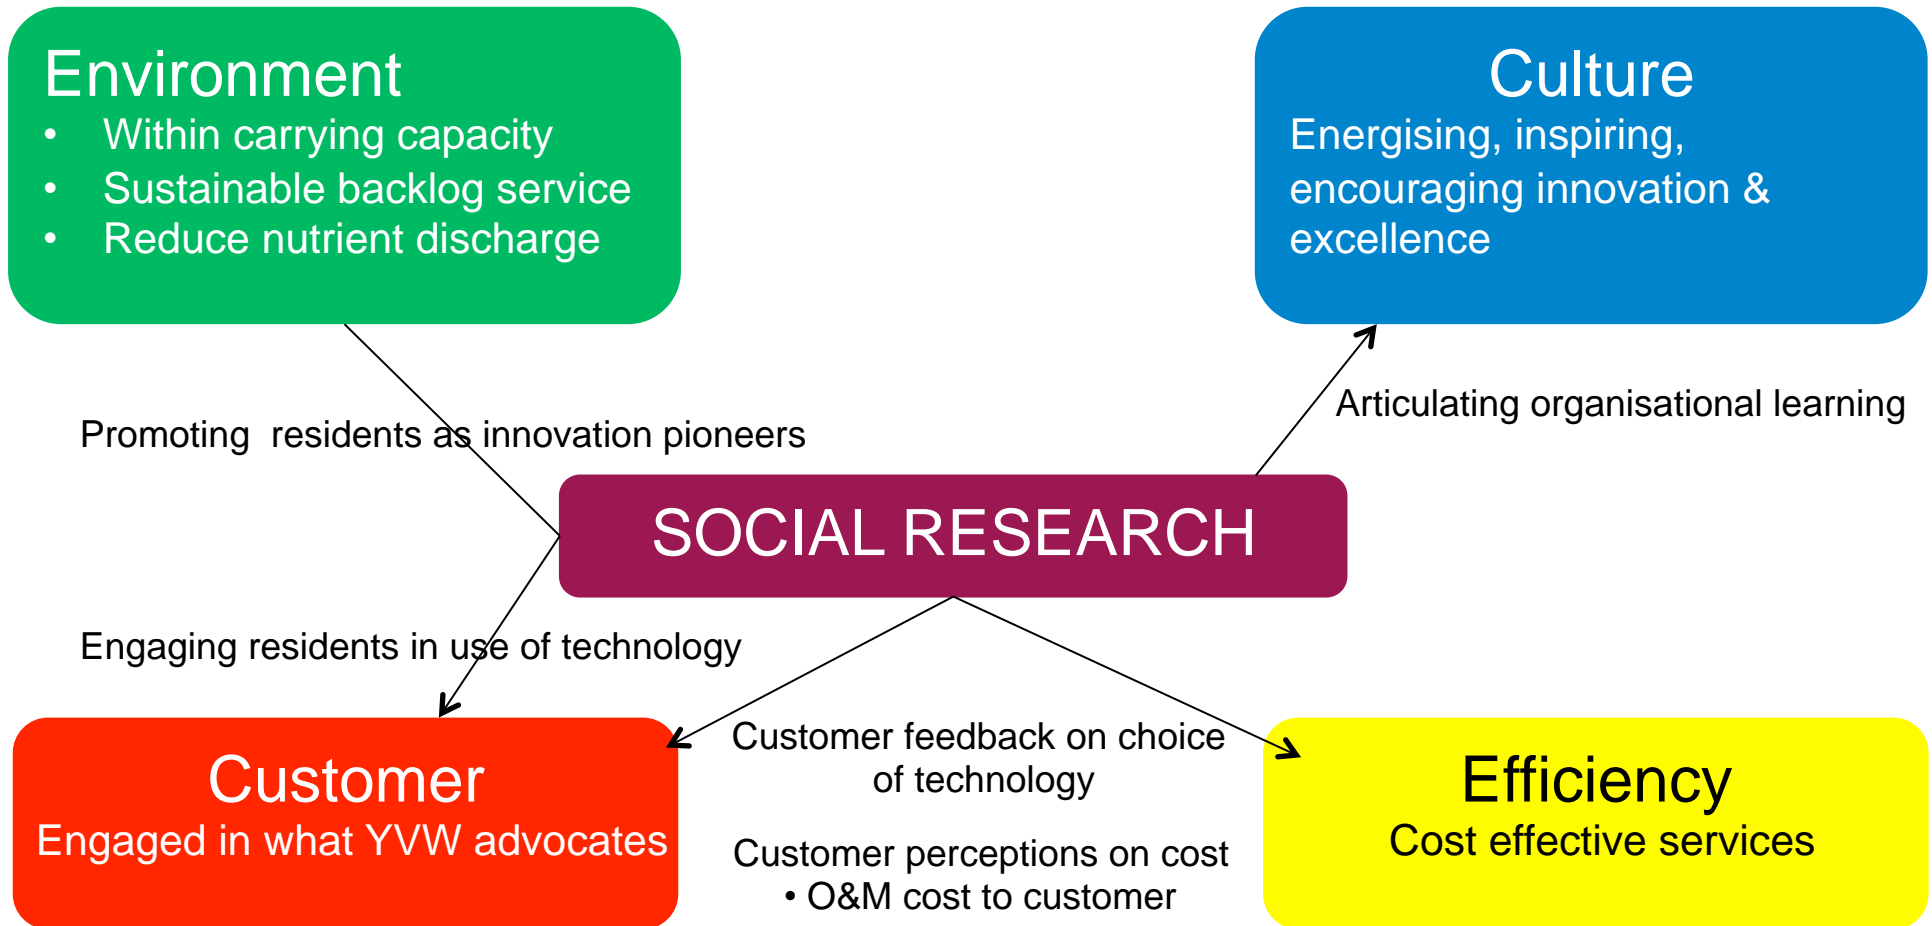 Environment
• Within carrying capacity
• Sustainable backlog service
• Reduce nutrient discharge
Culture
Energising, inspiring,
encouraging innovation &
excellence
Promoting  residents as innovation pioneers
Articulating organisational learning
SOCIAL RESEARCH
Engaging residents in use of technology
Customer
Engaged in what YVW advocates
Customer feedback on choice
of technology
Customer perceptions on cost
• O&M cost to customer
Efficiency
Cost effective services